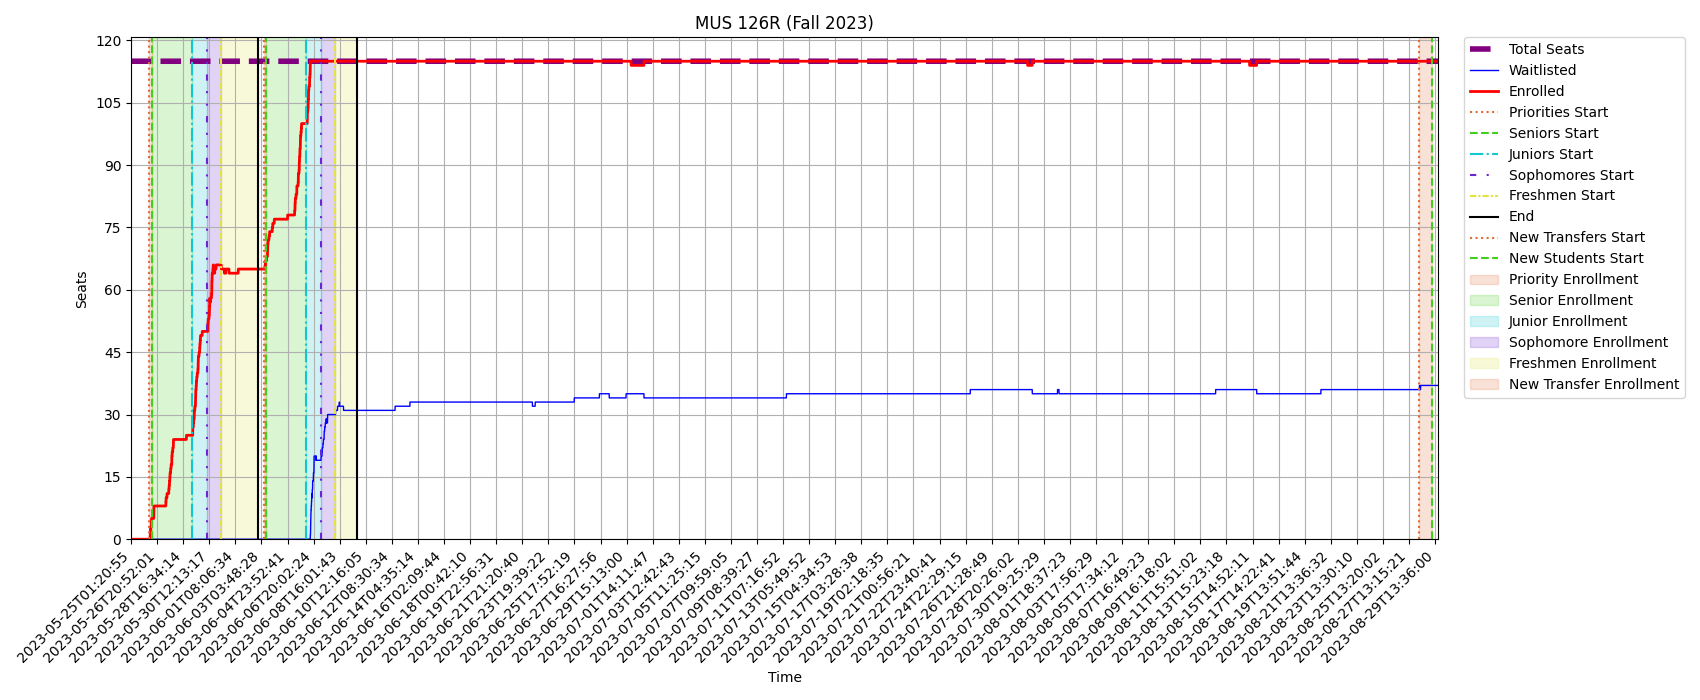 MUS 126R (Fall 2023)
120
105
90
75
60
45
30
15
0
Seats
2023-05-25T01:20:55
2023-05-26T20:52:01
2023-05-28T16:34:14
2023-05-30T12:13:17
2023-06-01T08:06:34
2023-06-03T03:48:28
2023-06-04T23:52:41
2023-06-06T20:02:24
2023-06-08T16:01:43
2023-06-10T12:16:05
2023-06-12T08:30:34
2023-06-14T04:35:14
2023-06-16T02:09:44
2023-06-18T00:42:10
2023-06-19T22:56:31
2023-06-21T21:20:40
2023-06-23T19:39:22
2023-06-25T17:52:19
2023-06-27T16:27:56
2023-06-29T15:13:00
2023-07-01T14:11:47
2023-07-03T12:42:43
2023-07-05T11:25:15
2023-07-07T09:59:05
2023-07-09T08:39:27
2023-07-11T07:16:52
2023-07-13T05:49:52
2023-07-15T04:34:53
2023-07-17T03:28:38
2023-07-19T02:18:35
2023-07-21T00:56:21
2023-07-22T23:40:41
2023-07-24T22:29:15
2023-07-26T21:28:49
2023-07-28T20:26:02
2023-07-30T19:25:29
2023-08-01T18:37:23
2023-08-03T17:56:29
2023-08-05T17:34:12
2023-08-07T16:49:23
2023-08-09T16:18:02
2023-08-11T15:51:02
2023-08-13T15:23:18
2023-08-15T14:52:11
2023-08-17T14:22:41
2023-08-19T13:51:44
2023-08-21T13:36:32
2023-08-23T13:30:10
2023-08-25T13:20:02
2023-08-27T13:15:21
2023-08-29T13:36:00
Time
Total Seats
Waitlisted
Enrolled
Priorities Start
Seniors Start
Juniors Start
Sophomores Start
Freshmen Start
End
New Transfers Start
New Students Start
Priority Enrollment
Senior Enrollment
Junior Enrollment
Sophomore Enrollment
Freshmen Enrollment
New Transfer Enrollment